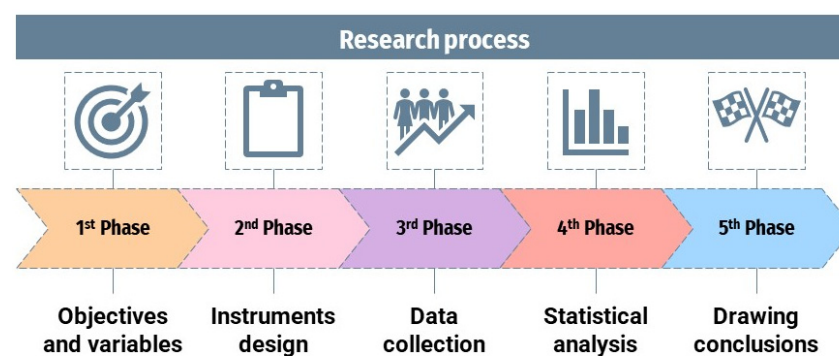 Research process
1st Phase
2nd Phase
3rd Phase
4th Phase
5th Phase
Objectives
and variables
Instruments
design
Data
collection
Statistical
analysis
Drawing
conclusions